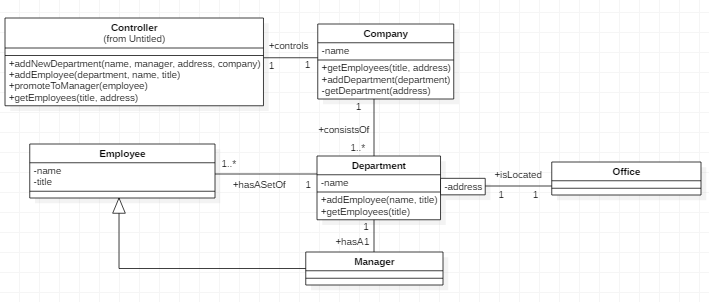 Controller
(from Untitled)
+addNewDepartment(name, manager, address, company)
+addEmployee(department, name, title)
+promoteToManager(employee)
+getEmployees(title, address)
+controls
1
1
Company
-name
+getEmployees(title, address)
+addDepartment(department)
-getDepartment(address)
1
+consistsOf
1..*
Employee
-name
-title
1..*
+hasASetOf
1
Department
-name
+addEmployee(name, title)
+getEmployees(title)
-address
+isLocated
1
1
Office
1
+hasA1
Manager